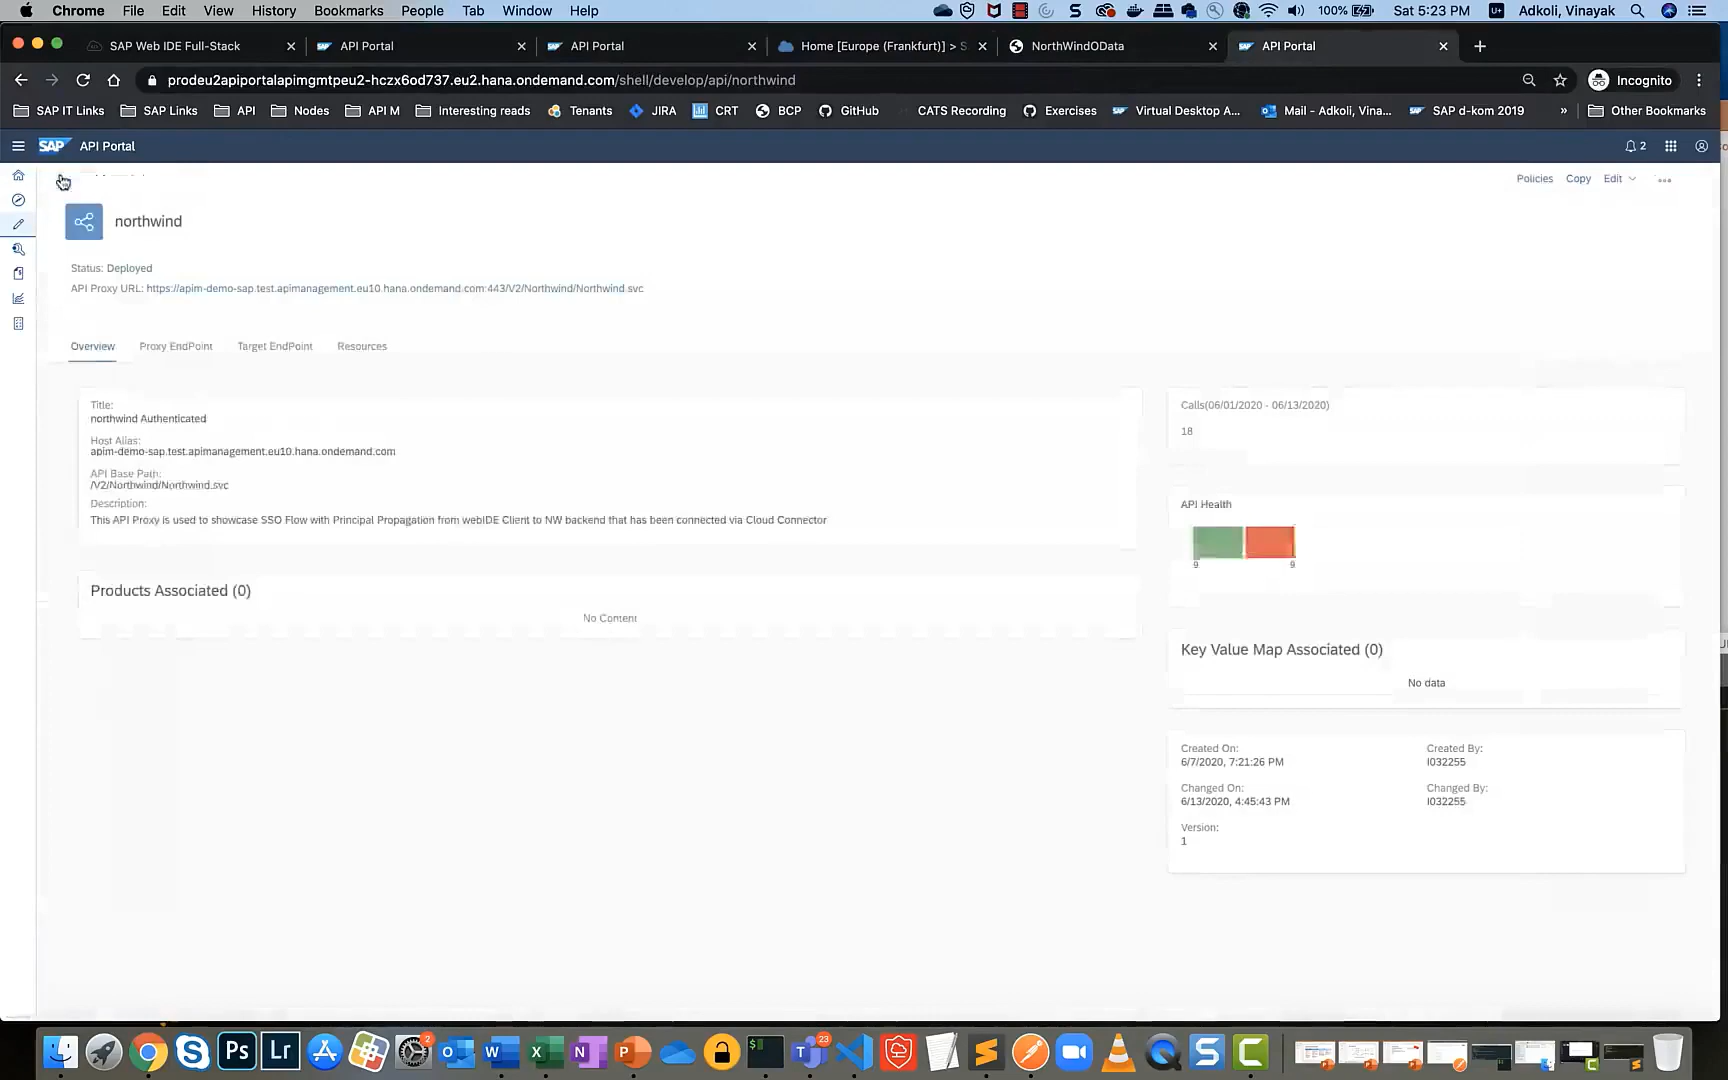 Chrome File Edit View History Bookmarks People Tab Window Help 100% Sat 5:23 PM Adkoli, Vinayak
SAP Web IDE Full-Stack API Portal API Portal Home [Europe (Frankfurt)] > S NorthWindOData API Portal
prodeu2apiportalapimgmtpeu2-hczx6od737.eu2.hana.ondemand.com/shell/develop/api/northwind Incognito
SAP IT Links SAP Links API Nodes API M Interesting reads Tenants JIRA CRT BCP GitHub CATS Recording Exercises Virtual Desktop A... Mail - Adkoli, Vina... SAP d-kom 2019 » Other Bookmarks
SAP API Portal 2
Policies Copy Edit
northwind
Status: Deployed
API Proxy URL: https://apim-demo-sap.test.apimanagement.eu10.hana.ondemand.com:443/V2/Northwind/Northwind.svc
Overview Proxy EndPoint Target EndPoint Resources
Title:
northwind Authenticated
Host Alias:
apim-demo-sap.test.apimanagement.eu10.hana.ondemand.com
API Base Path:
/V2/Northwind/Northwind.svc
Description:
This API Proxy is used to showcase SSO Flow with Principal Propagation from webIDE Client to NW backend that has been connected via Cloud Connector
Products Associated (0)
No Content
Calls(06/01/2020 - 06/13/2020)
18
API Health
9 9
Key Value Map Associated (0)
No data
Created On: Created By:
6/7/2020, 7:21:26 PM I032255
Changed On: Changed By:
6/13/2020, 4:45:43 PM I032255
Version:
1
Ps Lr 2 W X N P $ 23 S C